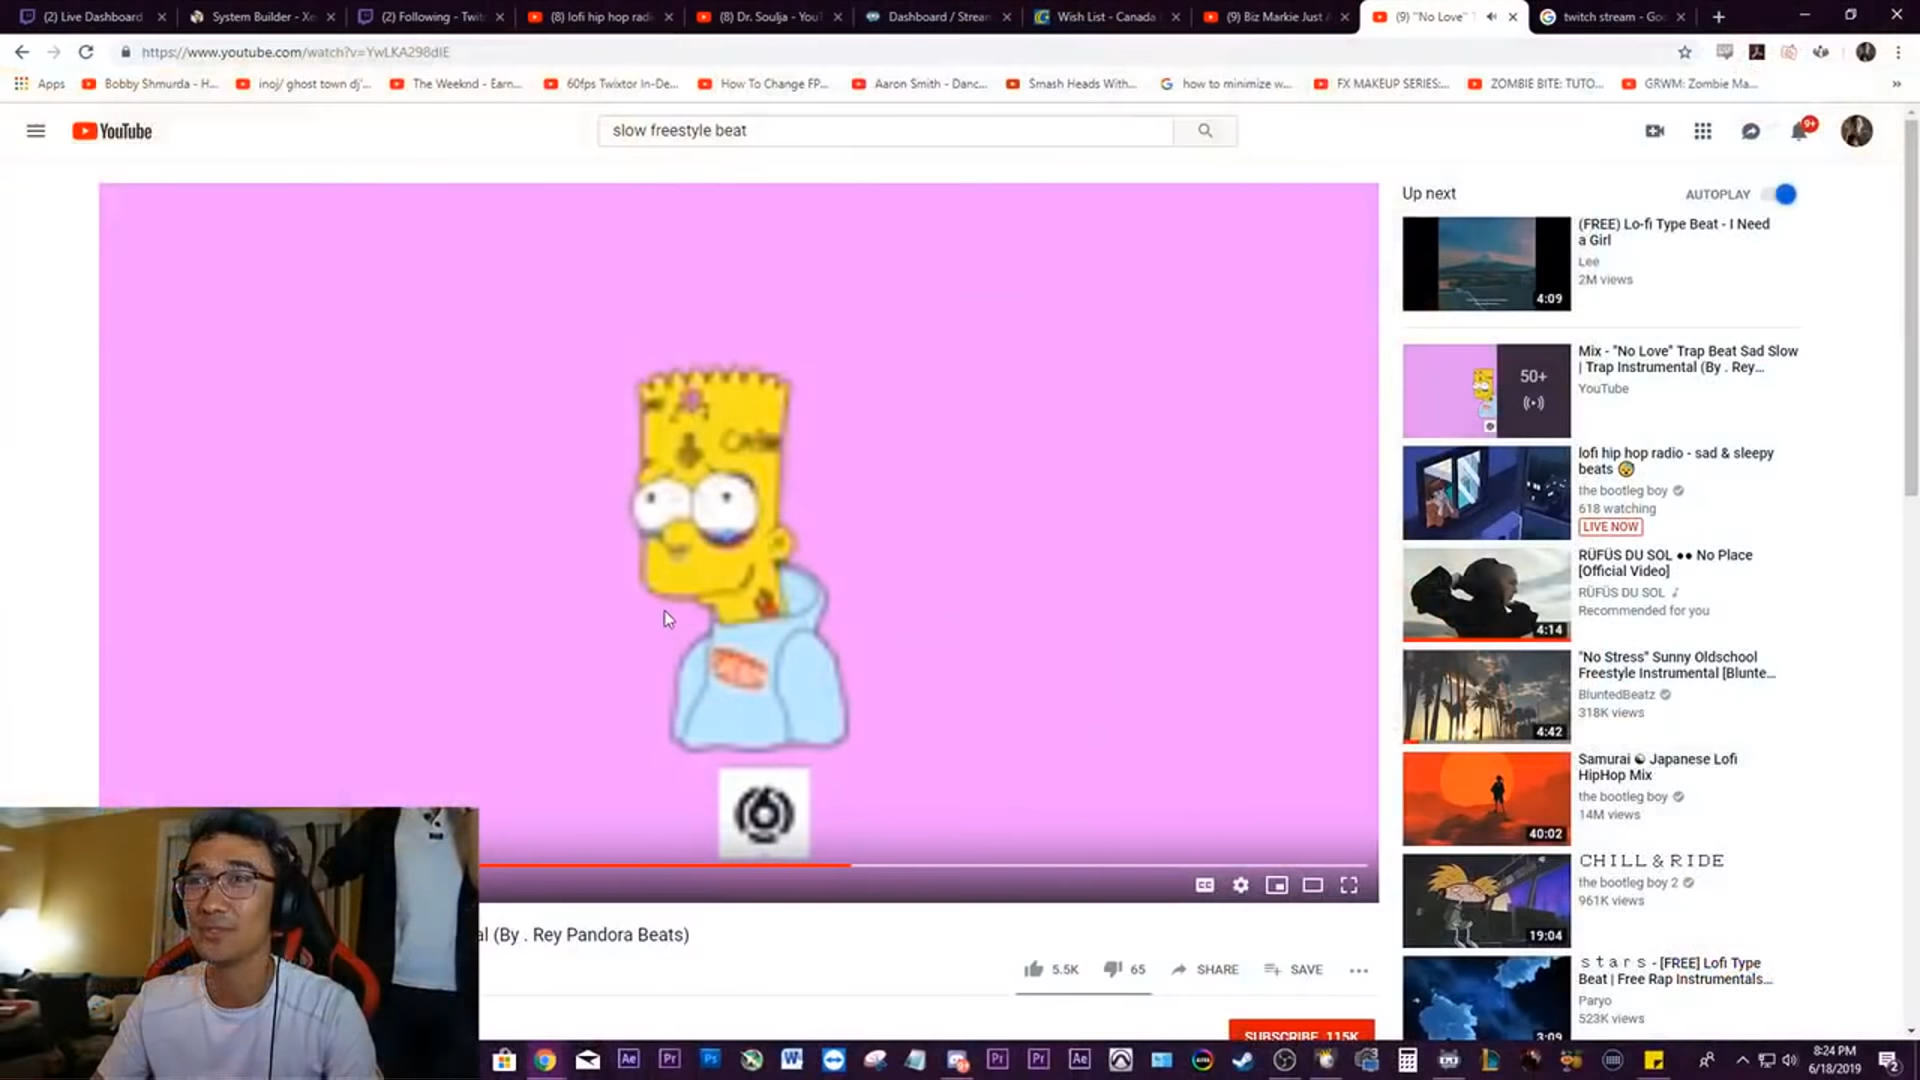 (2) Live Dashboard
System Builder - Xe
(2) Following - Twit
(8) lofi hip hop radi
(8) Dr. Soulja - YouT
Dashboard / Strean
Wish List - Canada
(9) Biz Markie Just
(9) "No Love" T
twitch stream - Goo
https://www.youtube.com/watch?v=YwLKA298dIE
Apps
Bobby Shmurda - H...
inoj/ ghost town dj'...
The Weeknd - Earn...
60fps Twixtor In-De...
How To Change FP...
Aaron Smith - Danc...
Smash Heads With...
how to minimize w...
FX MAKEUP SERIES:...
ZOMBIE BITE: TUTO...
GRWM: Zombie Ma...
YouTube
slow freestyle beat
9+
Up next
AUTOPLAY
(FREE) Lo-fi Type Beat - I Need
a Girl
Lee
2M views
4:09
Mix - "No Love" Trap Beat Sad Slow
| Trap Instrumental (By . Rey...
YouTube
50+
lofi hip hop radio - sad & sleepy
beats 😴
the bootleg boy
618 watching
LIVE NOW
RÜFÜS DU SOL ●● No Place
[Official Video]
RÜFÜS DU SOL ♪
Recommended for you
4:14
"No Stress" Sunny Oldschool
Freestyle Instrumental [Blunte...
BluntedBeatz
318K views
4:42
Samurai ☯ Japanese Lofi
HipHop Mix
the bootleg boy
14M views
40:02
CHILL & RIDE
the bootleg boy 2
961K views
19:04
stars - [FREE] Lofi Type
Beat | Free Rap Instrumentals...
Paryo
523K views
3:09
al (By . Rey Pandora Beats)
5.5K
65
SHARE
SAVE
SUBSCRIBE 115K
8:24 PM
6/18/2019